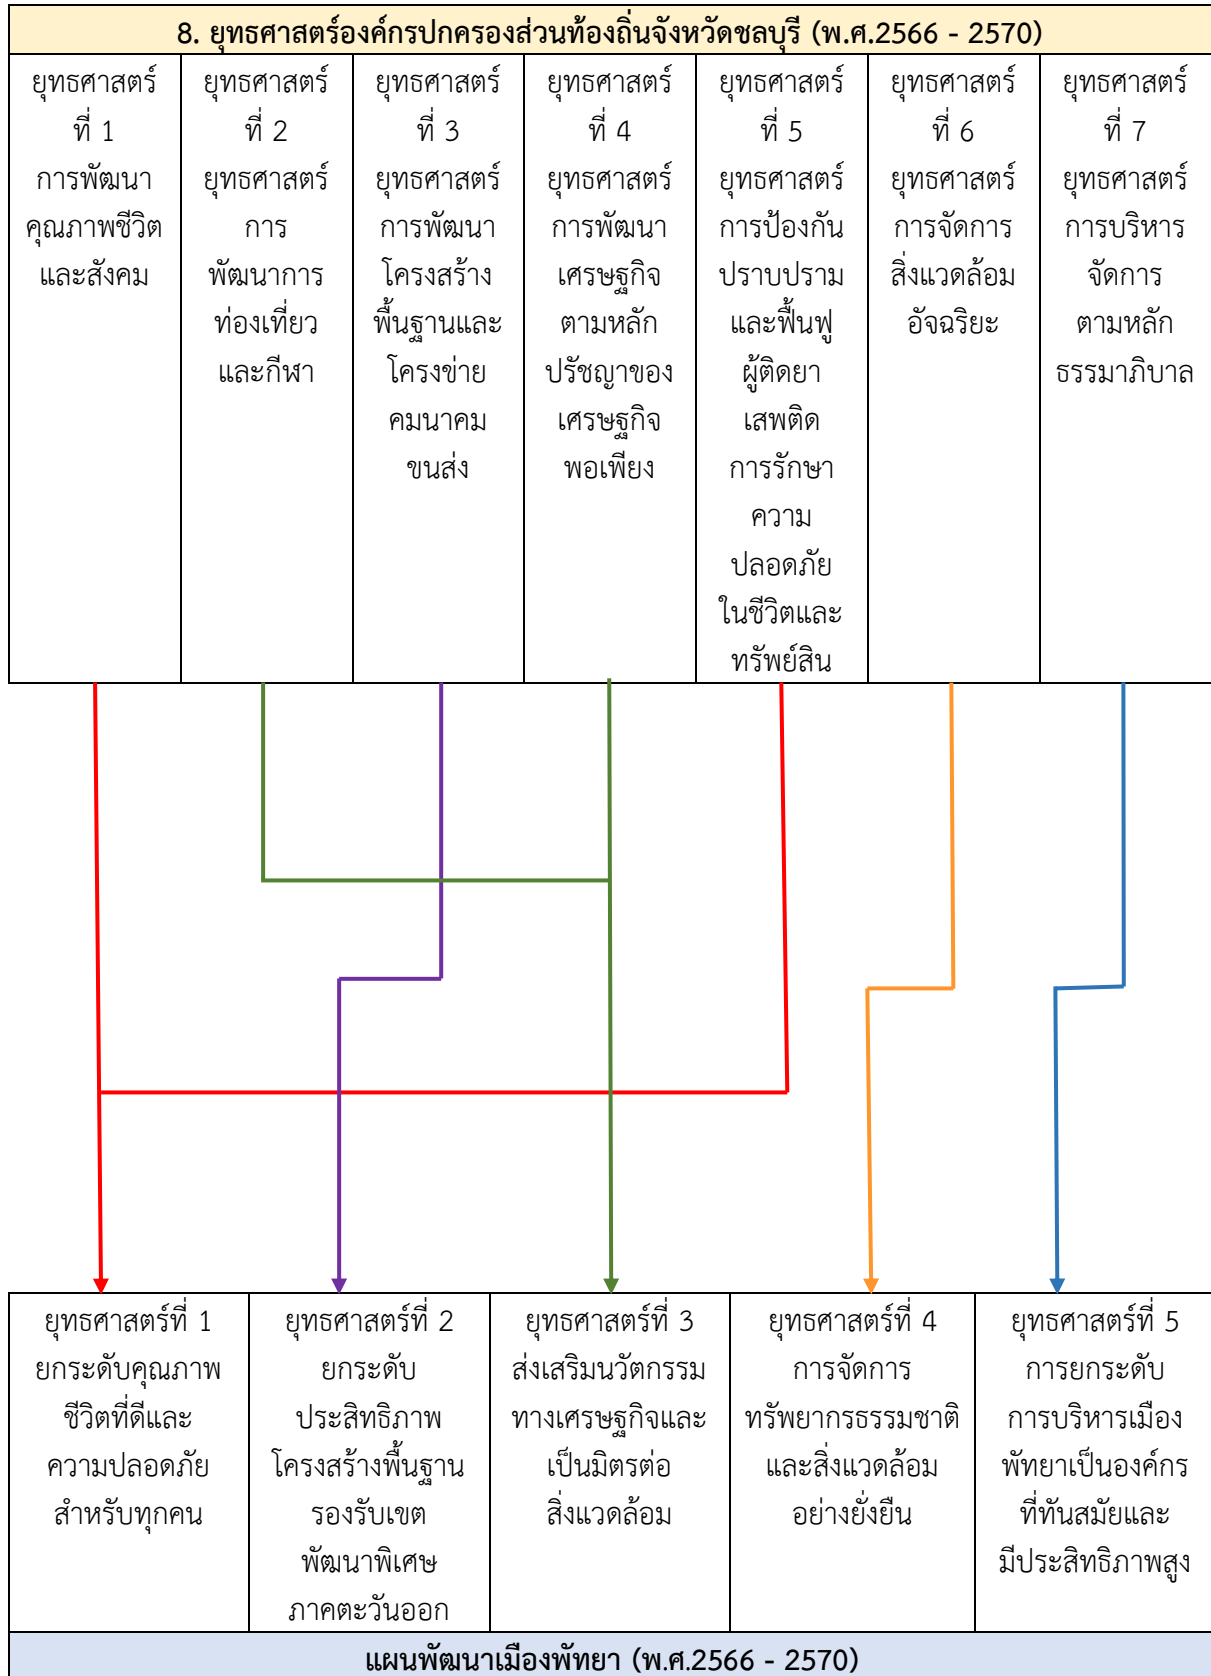 8. ยุทธศาสตร์องค์กรปกครองส่วนท้องถิ่นจังหวัดชลบุรี (พ.ศ.2566 - 2570)
ยุทธศาสตร์
ที่ 1
การพัฒนา
คุณภาพชีวิต
และสังคม
ยุทธศาสตร์
ที่ 2
ยุทธศาสตร์
การ
พัฒนาการ
ท่องเที่ยว
และกีฬา
ยุทธศาสตร์
ที่ 3
ยุทธศาสตร์
การพัฒนา
โครงสร้าง
พื้นฐานและ
โครงข่าย
คมนาคม
ขนส่ง
ยุทธศาสตร์
ที่ 4
ยุทธศาสตร์
การพัฒนา
เศรษฐกิจ
ตามหลัก
ปรัชญาของ
เศรษฐกิจ
พอเพียง
ยุทธศาสตร์
ที่ 5
ยุทธศาสตร์
การป้องกัน
ปราบปราม
และฟื้นฟู
ผู้ติดยา
เสพติด
การรักษา
ความ
ปลอดภัย
ในชีวิตและ
ทรัพย์สิน
ยุทธศาสตร์
ที่ 6
ยุทธศาสตร์
การจัดการ
สิ่งแวดล้อม
อัจฉริยะ
ยุทธศาสตร์
ที่ 7
ยุทธศาสตร์
การบริหาร
จัดการ
ตามหลัก
ธรรมาภิบาล
ยุทธศาสตร์ที่ 1
ยกระดับคุณภาพ
ชีวิตที่ดีและ
ความปลอดภัย
สำหรับทุกคน
ยุทธศาสตร์ที่ 2
ยกระดับ
ประสิทธิภาพ
โครงสร้างพื้นฐาน
รองรับเขต
พัฒนาพิเศษ
ภาคตะวันออก
ยุทธศาสตร์ที่ 3
ส่งเสริมนวัตกรรม
ทางเศรษฐกิจและ
เป็นมิตรต่อ
สิ่งแวดล้อม
ยุทธศาสตร์ที่ 4
การจัดการ
ทรัพยากรธรรมชาติ
และสิ่งแวดล้อม
อย่างยั่งยืน
ยุทธศาสตร์ที่ 5
การยกระดับ
การบริหารเมือง
พัทยาเป็นองค์กร
ที่ทันสมัยและ
มีประสิทธิภาพสูง
แผนพัฒนาเมืองพัทยา (พ.ศ.2566 - 2570)